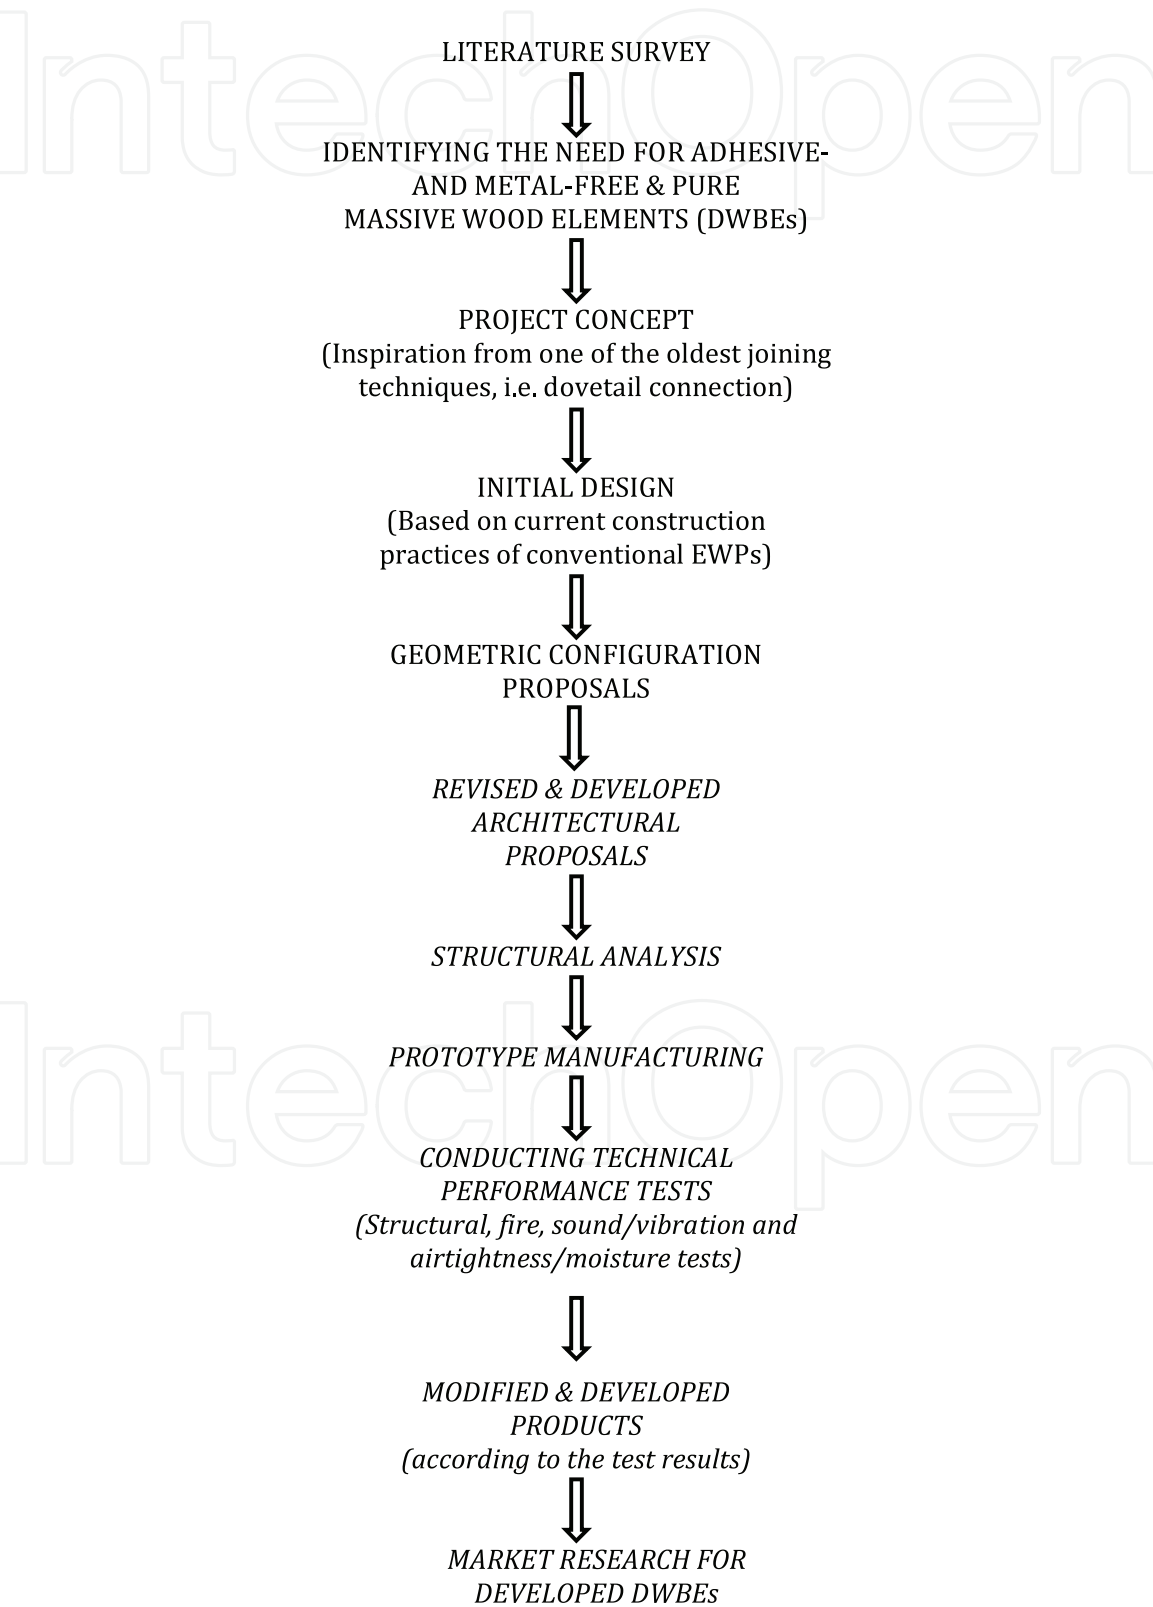 LITERATURE SURVEY
IDENTIFYING THE NEED FOR ADHESIVE-
AND METAL-FREE & PURE
MASSIVE WOOD ELEMENTS (DWBEs)
PROJECT CONCEPT
(Inspiration from one of the oldest joining
techniques, i.e. dovetail connection)
INITIAL DESIGN
(Based on current construction
practices of conventional EWPs)
GEOMETRIC CONFIGURATION
PROPOSALS
REVISED & DEVELOPED
ARCHITECTURAL
PROPOSALS
STRUCTURAL ANALYSIS
PROTOTYPE MANUFACTURING
CONDUCTING TECHNICAL
PERFORMANCE TESTS
(Structural, fire, sound/vibration and
airtightness/moisture tests)
MODIFIED & DEVELOPED
PRODUCTS
(according to the test results)
MARKET RESEARCH FOR
DEVELOPED DWBEs
IntechOpen
IntechOpen